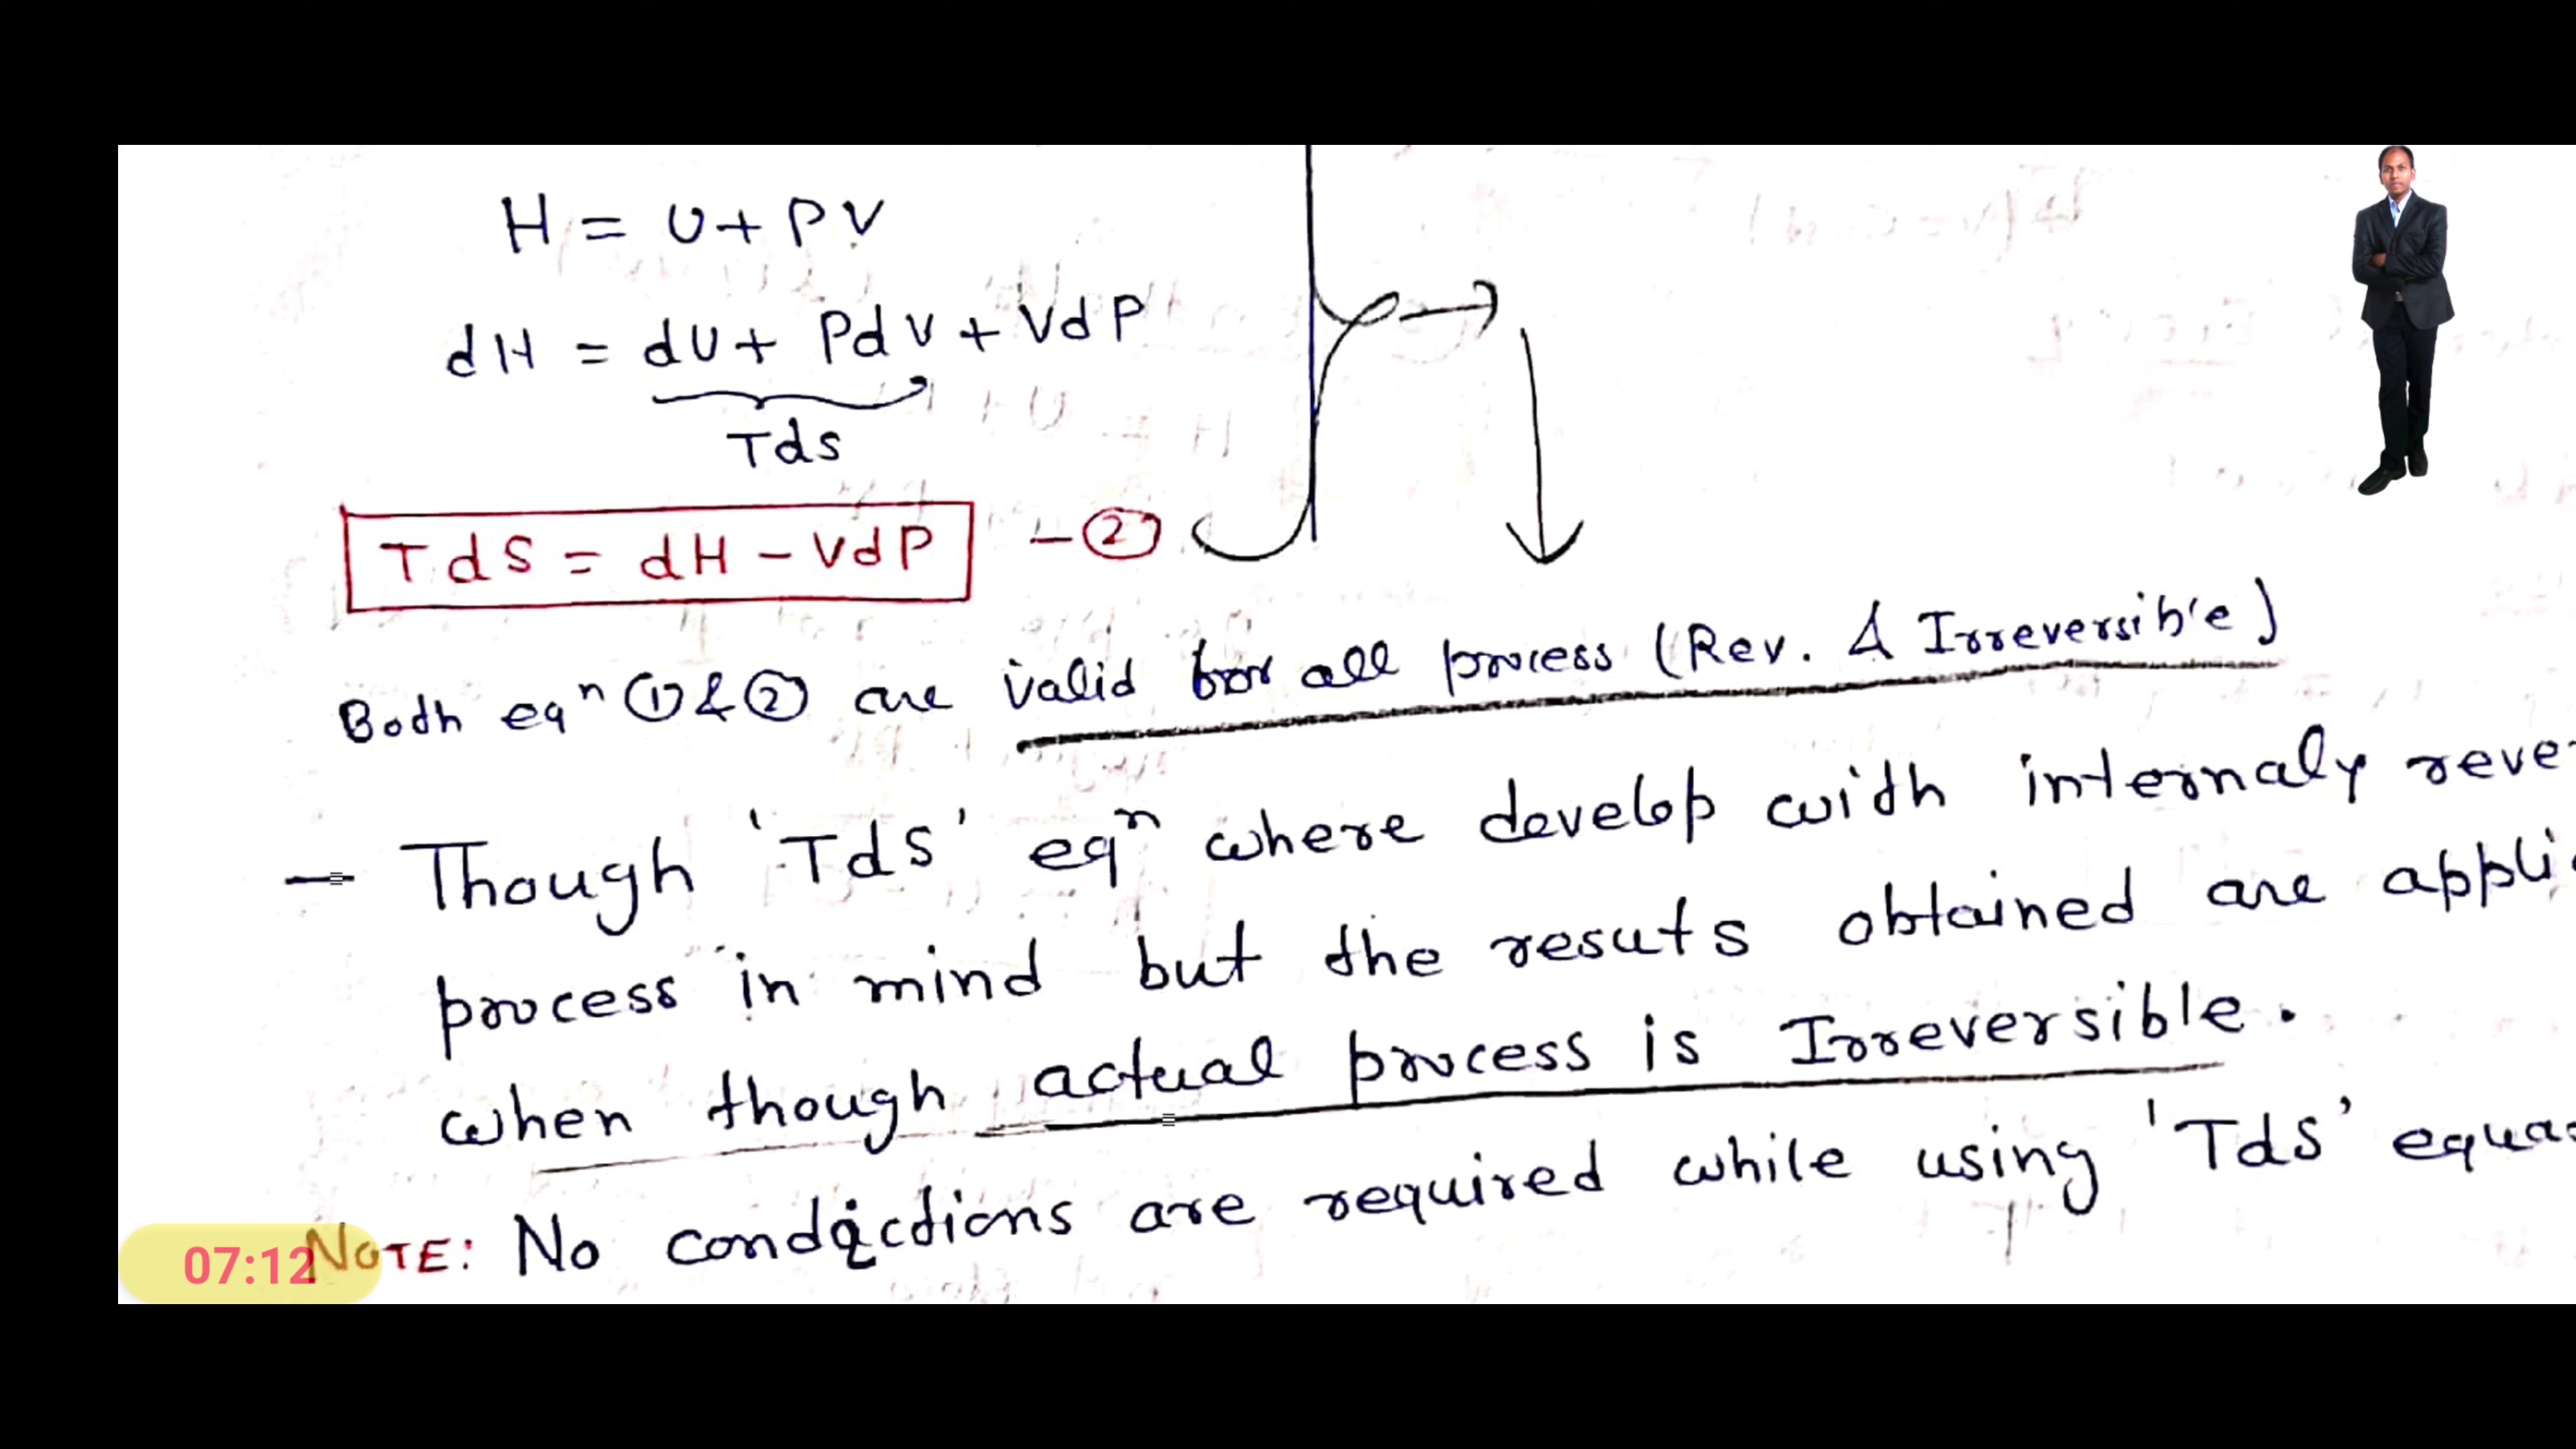 H = U + PV
dH = dU + PdV + VdP
Tds
TdS = dH - VdP - ②
Both eqⁿ ① & ② are valid for all process (Rev. & Irreversible)
- Though 'TdS' eqⁿ where develop with internaly reve
process in mind but the resuts obtained are appli
when though actual process is Irreversible.
NOTE: No condictions are required while using 'TdS' equa
07:12